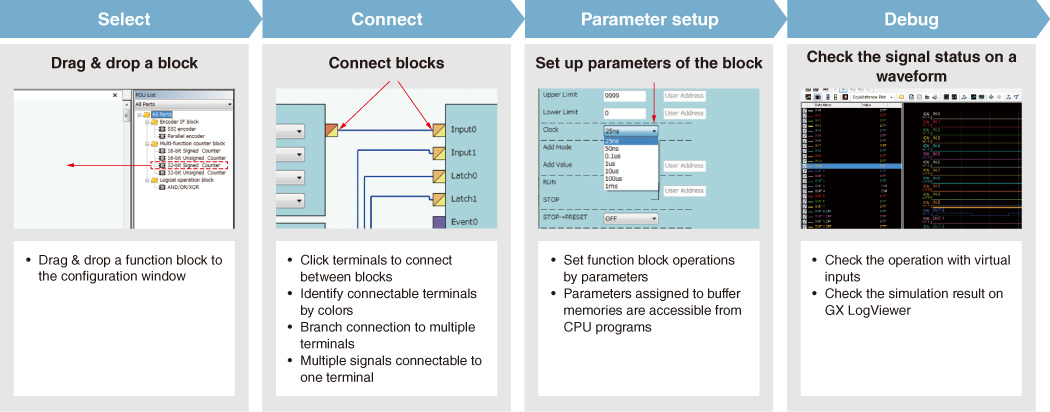 Select
Connect
Parameter setup
Debug
Drag & drop a block
Connect blocks
Set up parameters of the block
Check the signal status on a
waveform
FDU List
All Parts
All Parts
Encoder IF block
SSI encoder
Parallel encoder
Multi-function counter block
16-bit Signed Counter
16-bit Unsigned Counter
32-bit Signed Counter
32-bit Unsigned Counter
Logical operation block
AND/OR/XOR
Input0
Input1
Latch0
Latch1
Event0
Upper Limit 9999 User Address
Lower Limit 0 User Address
Clock 25ns
25ns
Add Mode 50ns
0.1us
Add Value 1us User Address
10us
RUN 100us
1ms User Address
STOP
STOP→PRESET OFF
Data Name Value
• Drag & drop a function block to
the configuration window
• Click terminals to connect
between blocks
• Identify connectable terminals
by colors
• Branch connection to multiple
terminals
• Multiple signals connectable to
one terminal
• Set function block operations
by parameters
• Parameters assigned to buffer
memories are accessible from
CPU programs
• Check the operation with virtual
inputs
• Check the simulation result on
GX LogViewer